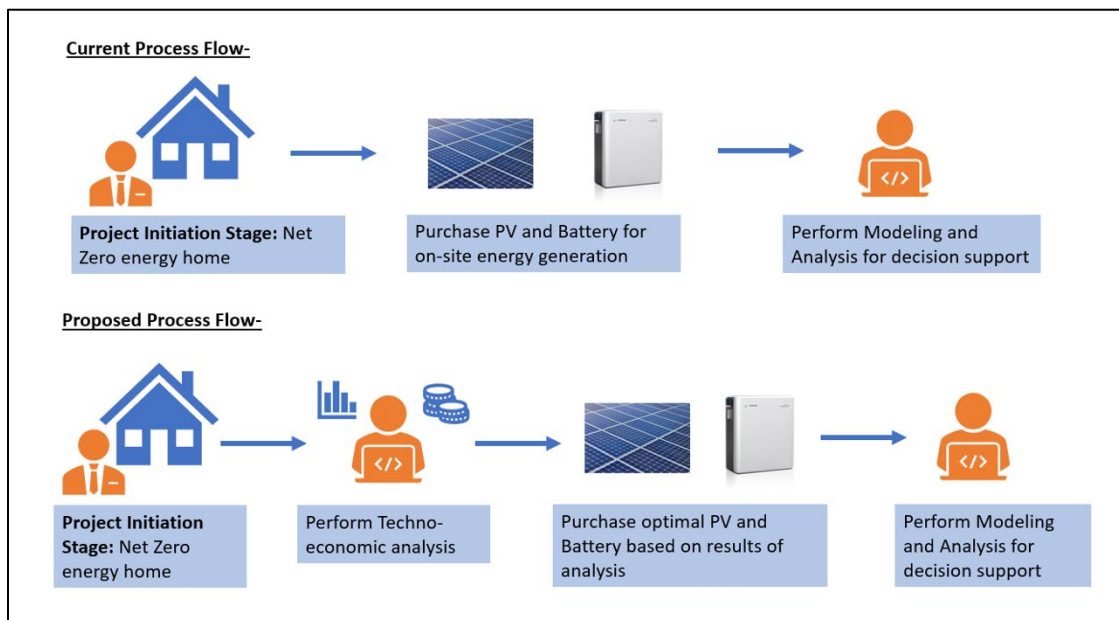 Current Process Flow-
Project Initiation Stage: Net
Zero energy home
Purchase PV and Battery for
on-site energy generation
Perform Modeling and
Analysis for decision support
Proposed Process Flow-
Project Initiation
Stage: Net Zero
energy home
Perform Techno-
economic analysis
Purchase optimal PV and
Battery based on results of
analysis
Perform Modeling
and Analysis for
decision support